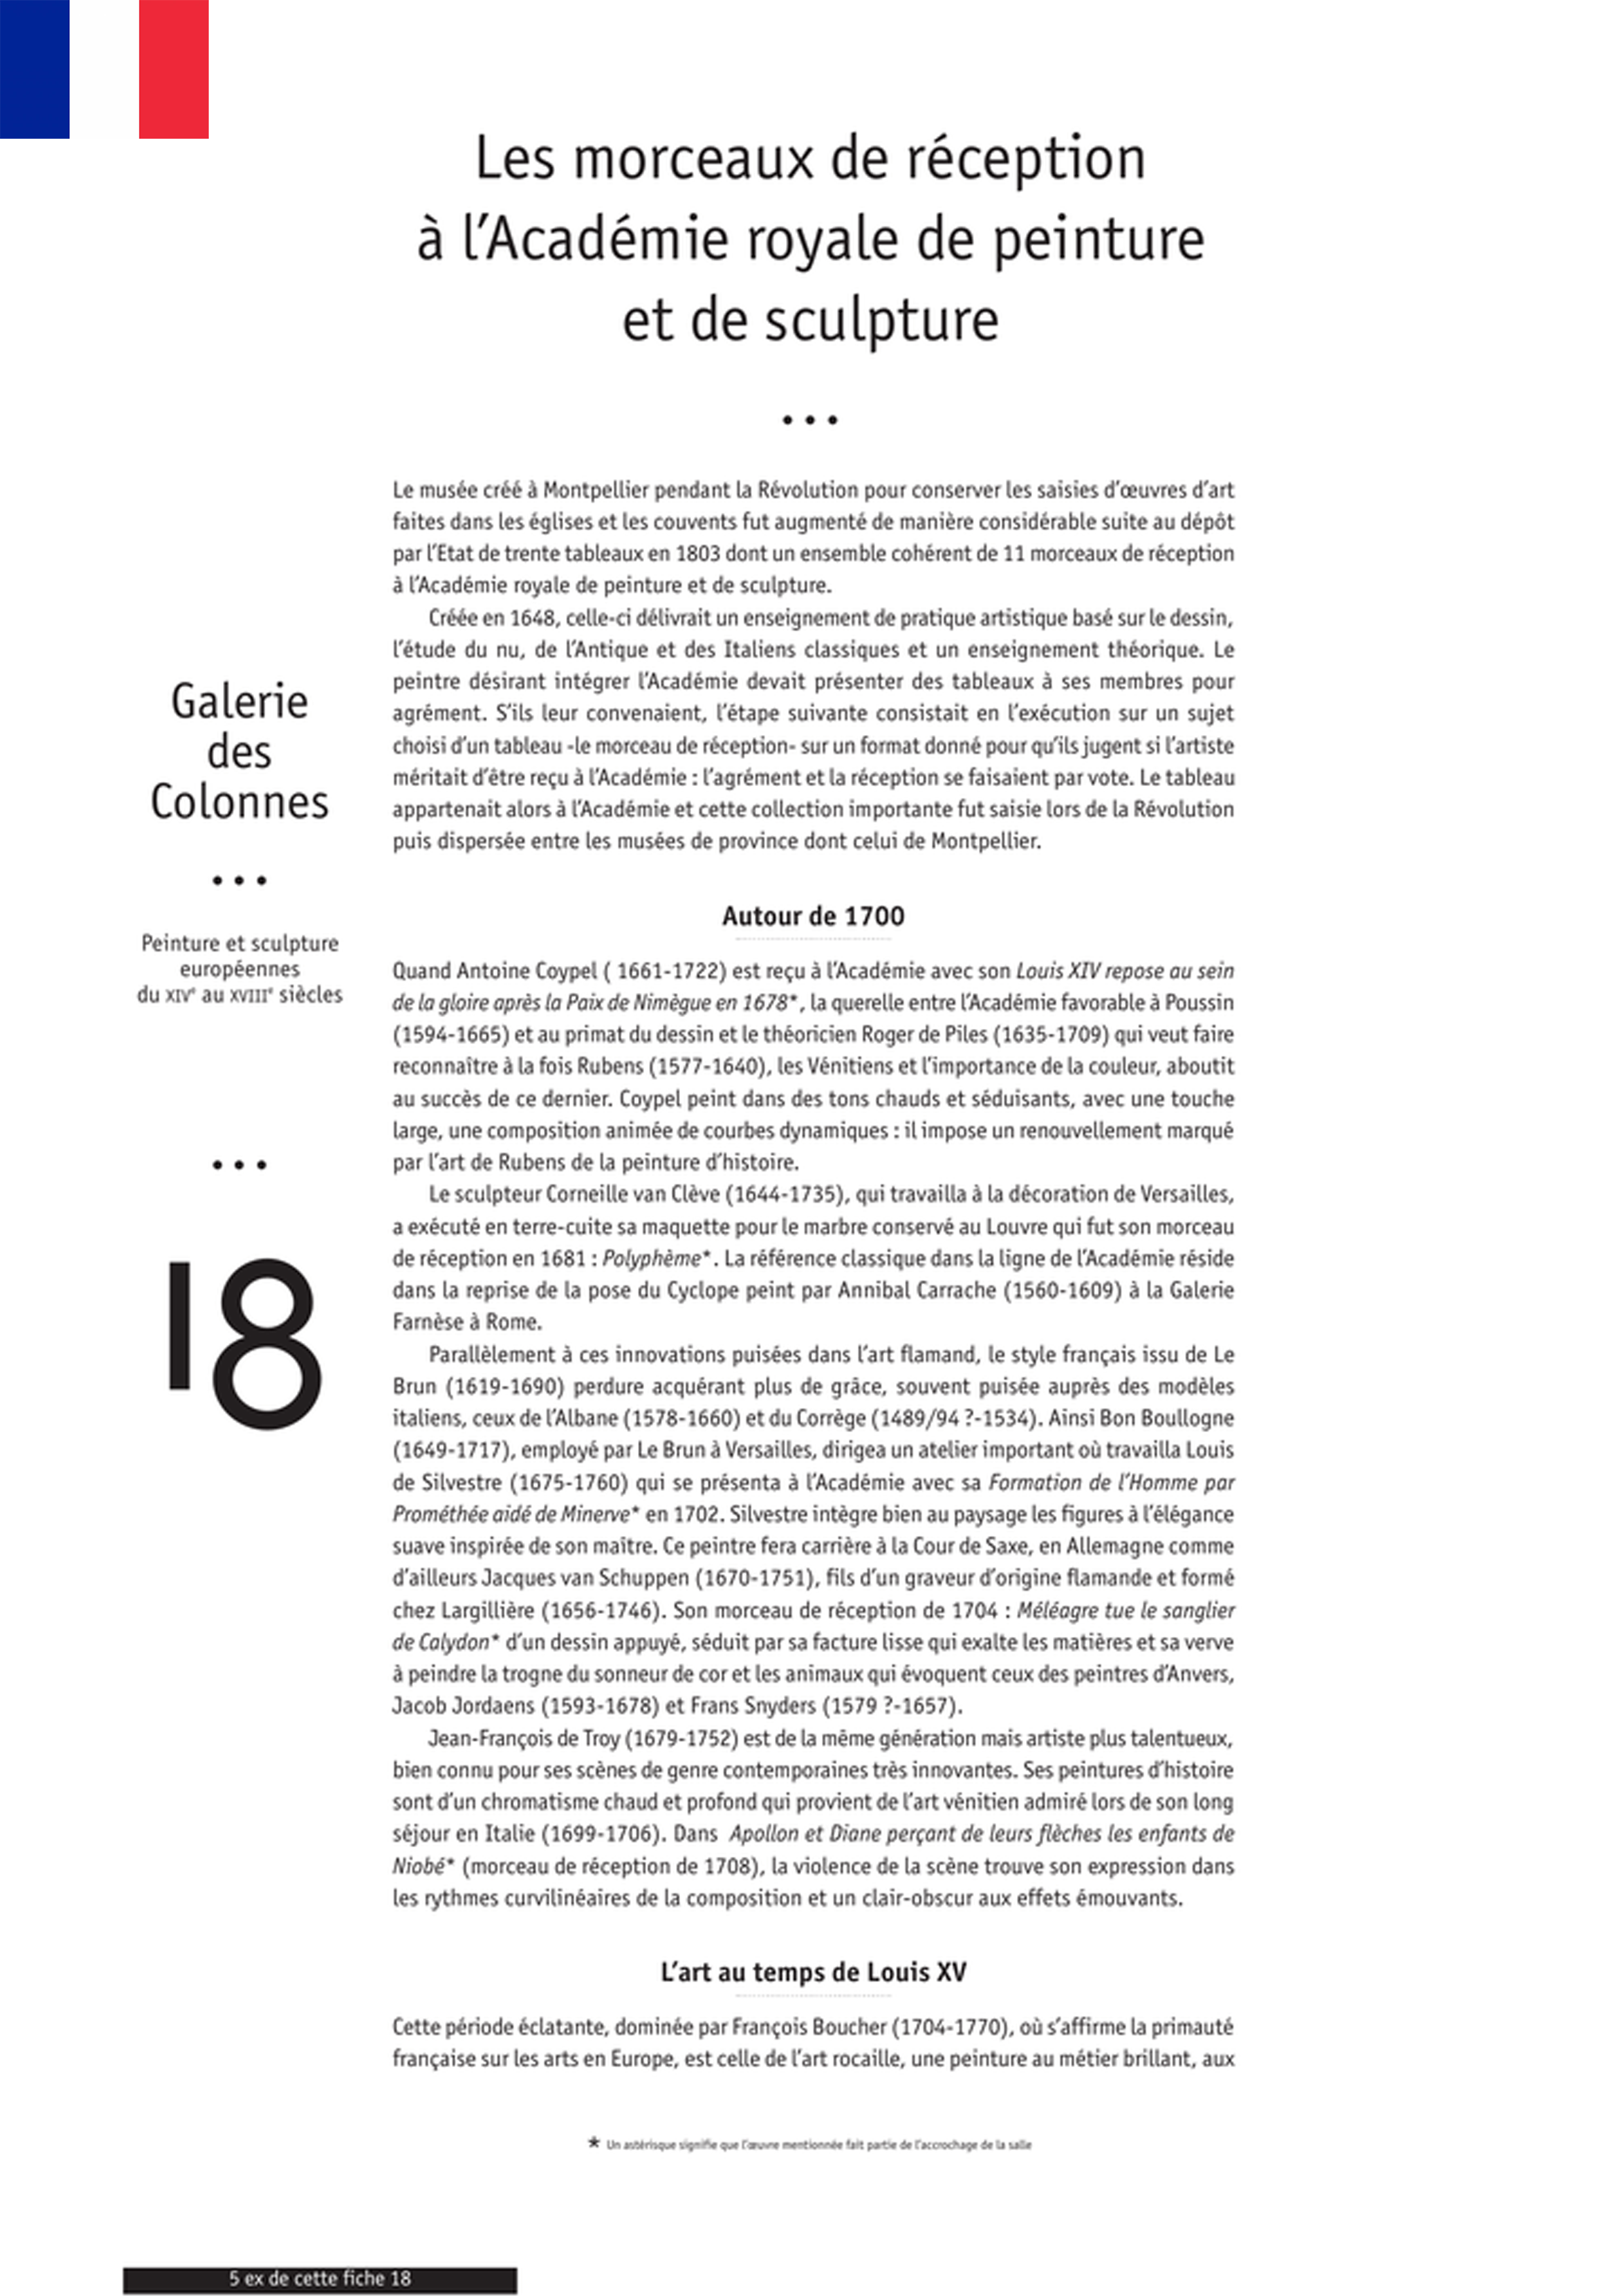 Les morceaux de réception
à l'Académie royale de peinture
et de sculpture
•••
Le musée créé à Montpellier pendant la Révolution pour conserver les saisies d'œuvres d'art
faites dans les églises et les couvents fut augmenté de manière considérable suite au dépôt
par l'Etat de trente tableaux en 1803 dont un ensemble cohérent de 11 morceaux de réception
à l'Académie royale de peinture et de sculpture.
Créée en 1648, celle-ci délivrait un enseignement de pratique artistique basé sur le dessin,
l'étude du nu, de l'Antique et des Italiens classiques et un enseignement théorique. Le
peintre désirant intégrer l'Académie devait présenter des tableaux à ses membres pour
agrément. S'ils leur convenaient, l'étape suivante consistait en l'exécution sur un sujet
choisi d'un tableau -le morceau de réception- sur un format donné pour qu'ils jugent si l'artiste
méritait d'être reçu à l'Académie : l'agrément et la réception se faisaient par vote. Le tableau
appartenait alors à l'Académie et cette collection importante fut saisie lors de la Révolution
puis dispersée entre les musées de province dont celui de Montpellier.
Galerie
des
Colonnes
•••
Peinture et sculpture
européennes
du XIVe au XVIIIe siècles
•••
18
Autour de 1700
Quand Antoine Coypel ( 1661-1722) est reçu à l'Académie avec son Louis XIV repose au sein
de la gloire après la Paix de Nimègue en 1678*, la querelle entre l'Académie favorable à Poussin
(1594-1665) et au primat du dessin et le théoricien Roger de Piles (1635-1709) qui veut faire
reconnaître à la fois Rubens (1577-1640), les Vénitiens et l'importance de la couleur, aboutit
au succès de ce dernier. Coypel peint dans des tons chauds et séduisants, avec une touche
large, une composition animée de courbes dynamiques : il impose un renouvellement marqué
par l'art de Rubens de la peinture d'histoire.
Le sculpteur Corneille van Clève (1644-1735), qui travailla à la décoration de Versailles,
a exécuté en terre-cuite sa maquette pour le marbre conservé au Louvre qui fut son morceau
de réception en 1681 : Polyphème*. La référence classique dans la ligne de l'Académie réside
dans la reprise de la pose du Cyclope peint par Annibal Carrache (1560-1609) à la Galerie
Farnèse à Rome.
Parallèlement à ces innovations puisées dans l'art flamand, le style français issu de Le
Brun (1619-1690) perdure acquérant plus de grâce, souvent puisée auprès des modèles
italiens, ceux de l'Albane (1578-1660) et du Corrège (1489/94 ?-1534). Ainsi Bon Boullogne
(1649-1717), employé par Le Brun à Versailles, dirigea un atelier important où travailla Louis
de Silvestre (1675-1760) qui se présenta à l'Académie avec sa Formation de l'Homme par
Prométhée aidé de Minerve* en 1702. Silvestre intègre bien au paysage les figures à l'élégance
suave inspirée de son maître. Ce peintre fera carrière à la Cour de Saxe, en Allemagne comme
d'ailleurs Jacques van Schuppen (1670-1751), fils d'un graveur d'origine flamande et formé
chez Largillière (1656-1746). Son morceau de réception de 1704 : Méléagre tue le sanglier
de Calydon* d'un dessin appuyé, séduit par sa facture lisse qui exalte les matières et sa verve
à peindre la trogne du sonneur de cor et les animaux qui évoquent ceux des peintres d'Anvers,
Jacob Jordaens (1593-1678) et Frans Snyders (1579 ?-1657).
Jean-François de Troy (1679-1752) est de la même génération mais artiste plus talentueux,
bien connu pour ses scènes de genre contemporaines très innovantes. Ses peintures d'histoire
sont d'un chromatisme chaud et profond qui provient de l'art vénitien admiré lors de son long
séjour en Italie (1699-1706). Dans Apollon et Diane perçant de leurs flèches les enfants de
Niobé* (morceau de réception de 1708), la violence de la scène trouve son expression dans
les rythmes curvilinéaires de la composition et un clair-obscur aux effets émouvants.
L'art au temps de Louis XV
Cette période éclatante, dominée par François Boucher (1704-1770), où s'affirme la primauté
française sur les arts en Europe, est celle de l'art rocaille, une peinture au métier brillant, aux
* Un astérisque signifie que l'œuvre mentionnée fait partie de l'accrochage de la salle
5 ex de cette fiche 18